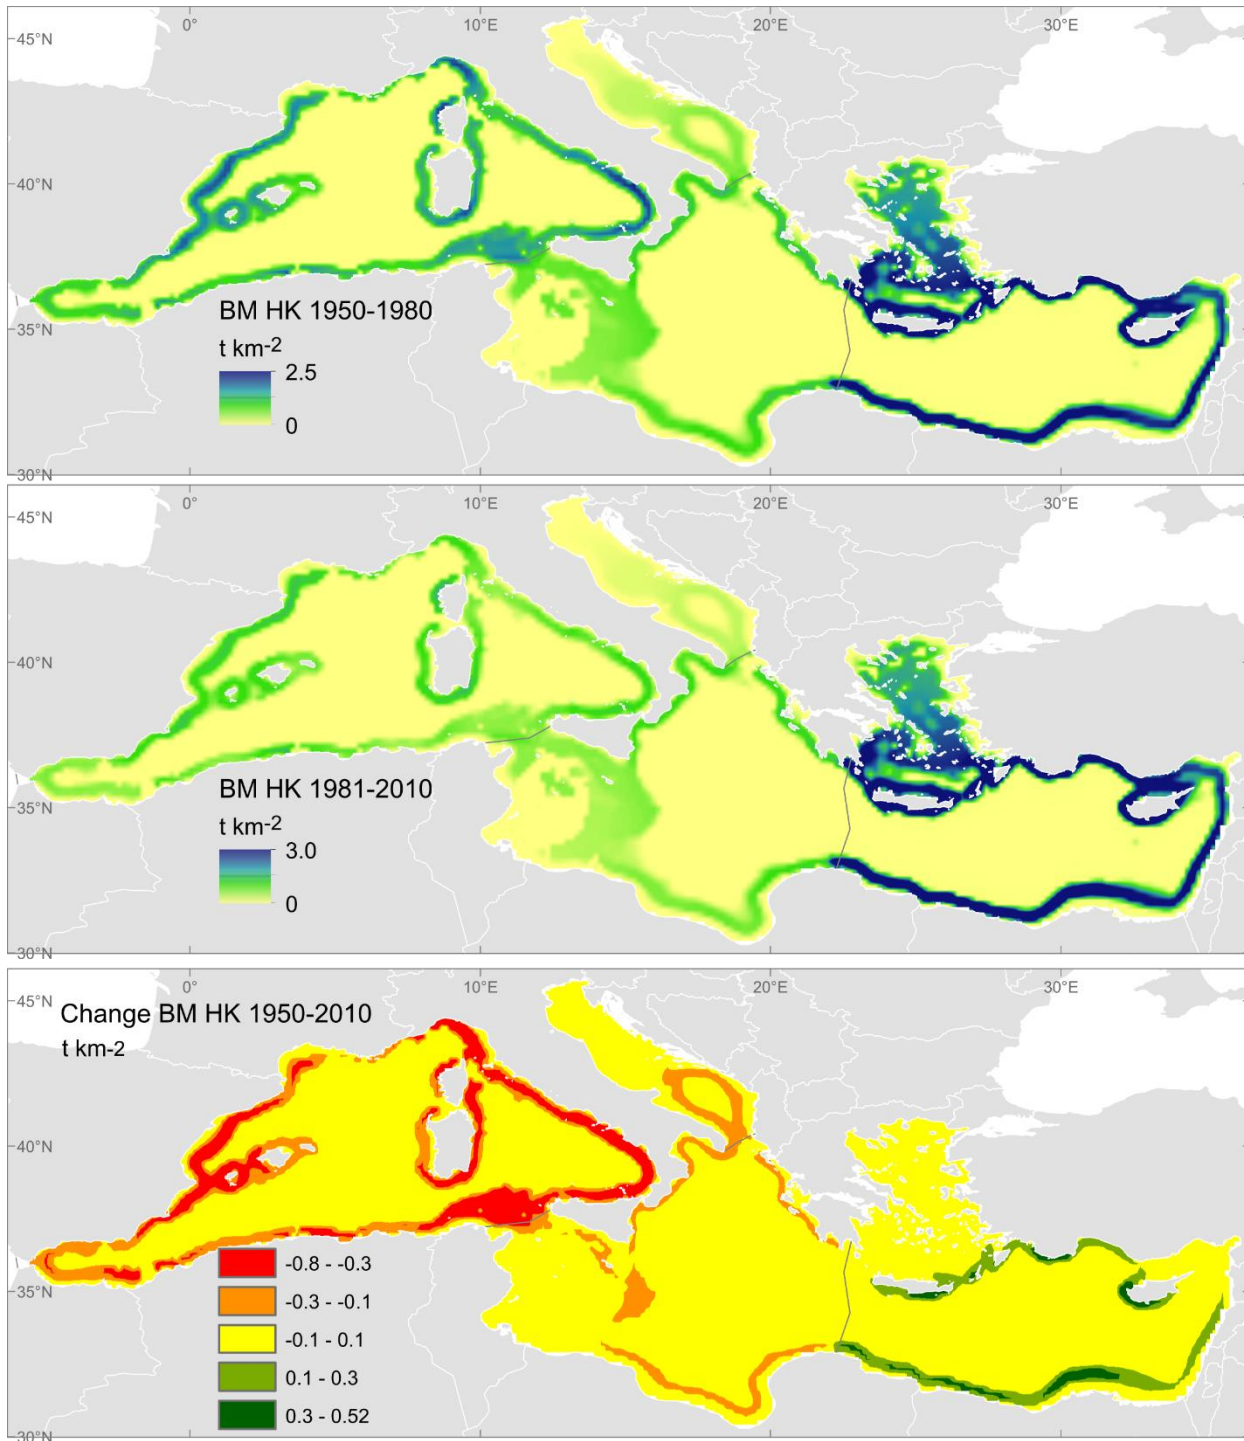 0° 10°E 20°E 30°E
45°N
40°N
35°N
30°N
BM HK 1950-1980
t km-2
2.5
0
0° 10°E 20°E 30°E
45°N
40°N
35°N
30°N
BM HK 1981-2010
t km-2
3.0
0
0° 10°E 20°E 30°E
45°N
40°N
35°N
30°N
Change BM HK 1950-2010
t km-2
-0.8 - -0.3
-0.3 - -0.1
-0.1 - 0.1
0.1 - 0.3
0.3 - 0.52